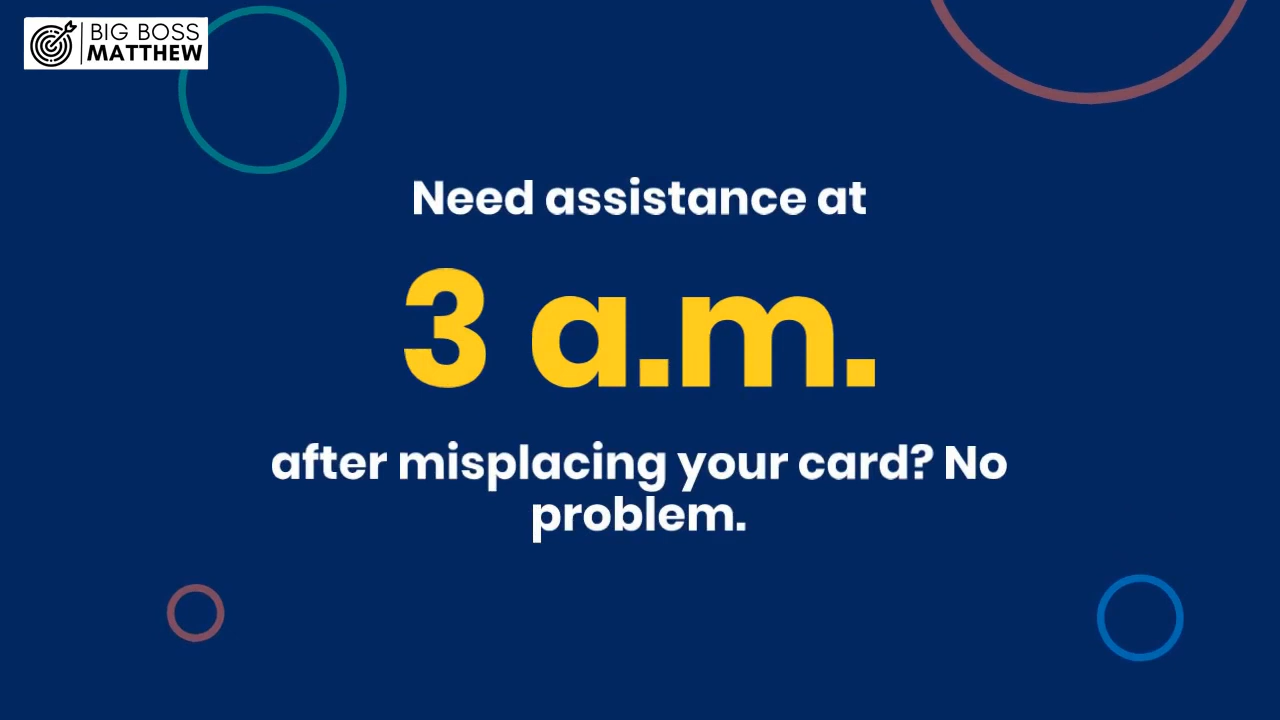 BIG BOSS
MATTHEW
Need assistance at
3 a.m.
after misplacing your card? No
problem.